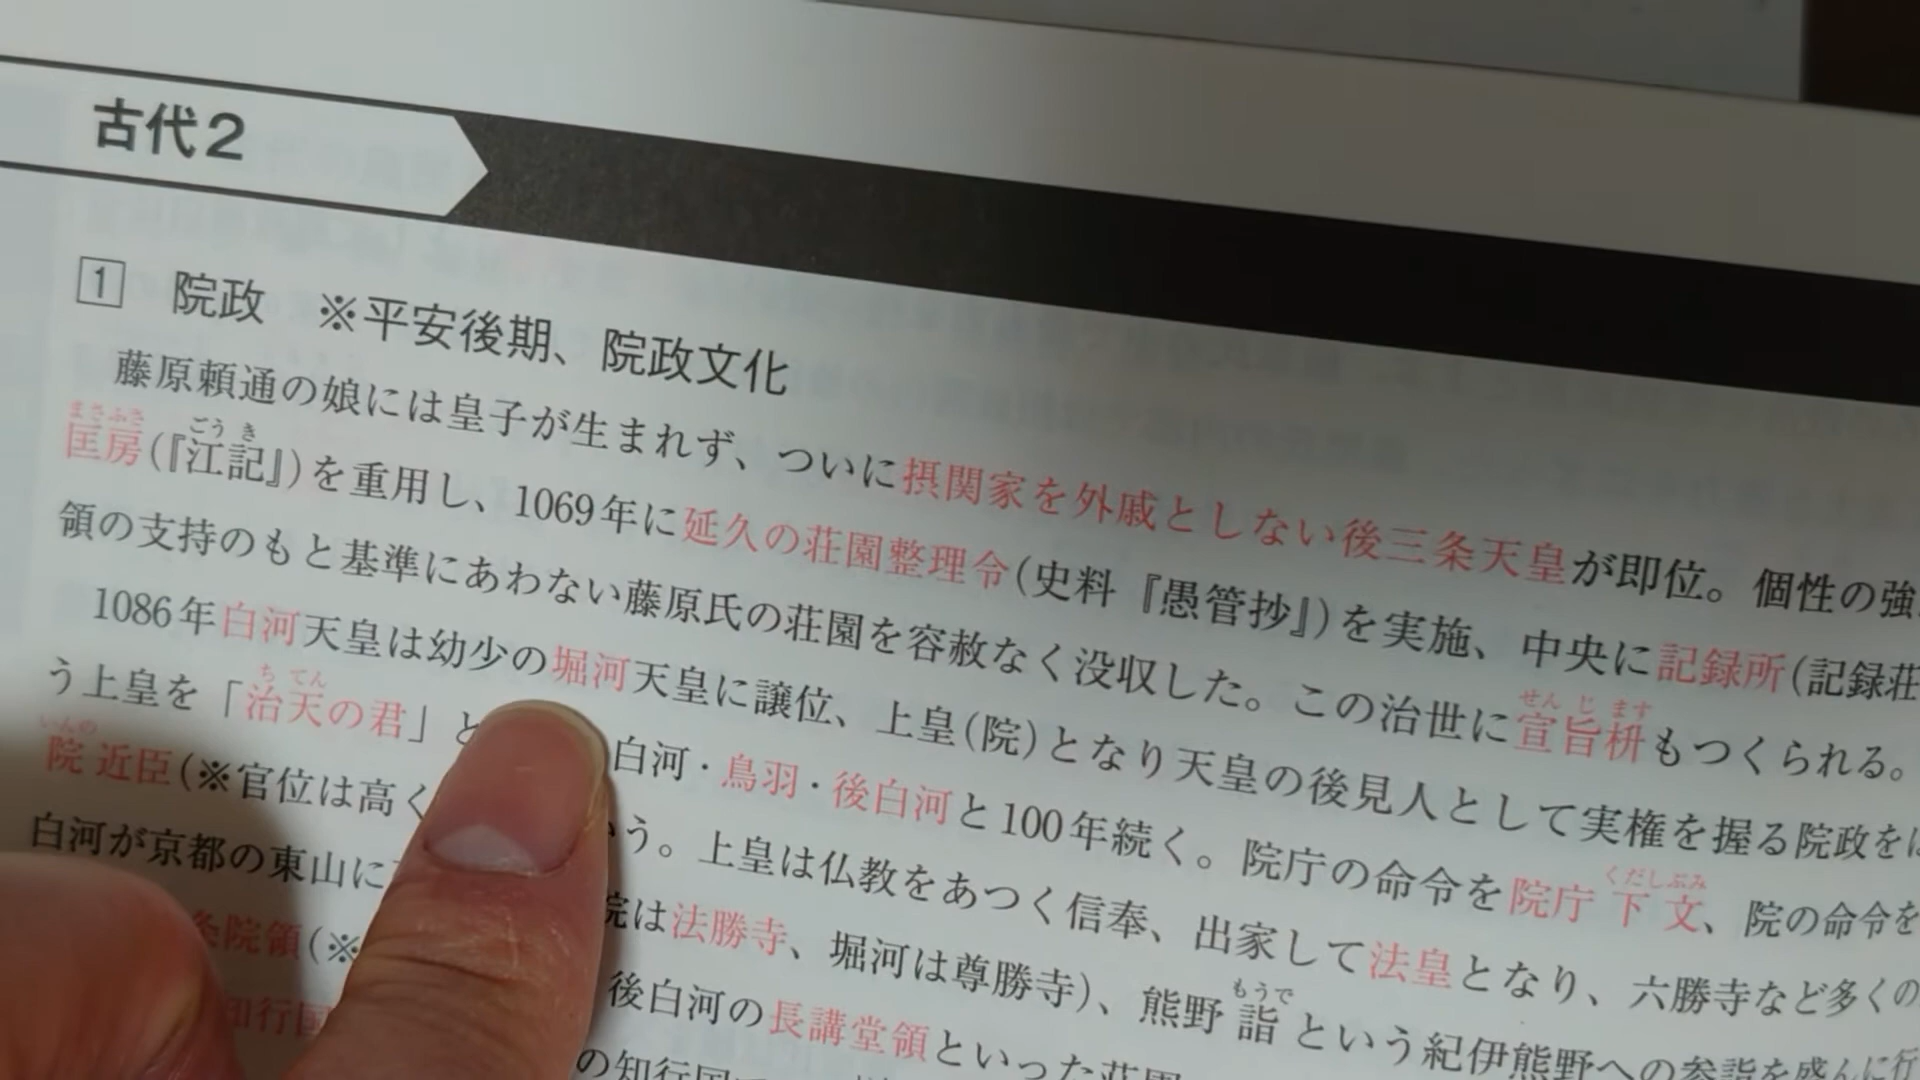 古代2
1 院政 ※平安後期、院政文化
藤原頼通の娘には皇子が生まれず、ついに摂関家を外戚としない後三条天皇が即位。個性の強
匡房(『江記』)を重用し、1069年に延久の荘園整理令(史料『愚管抄』)を実施、中央に記録所(記録荘
領の支持のもと基準にあわない藤原氏の荘園を容赦なく没収した。この治世に宣旨枡もつくられる。
1086年白河天皇は幼少の堀河天皇に譲位、上皇(院)となり天皇の後見人として実権を握る院政を
う上皇を「治天の君」と 白河・鳥羽・後白河と100年続く。院庁の命令を院庁下文、院の命令を
院近臣(※官位は高く いう。上皇は仏教をあつく信奉、出家して法皇となり、六勝寺など多くの
白河が京都の東山に 院は法勝寺、堀河は尊勝寺)、熊野詣という紀伊熊野への参詣を盛んに行
条院領(※ 後白河の長講堂領といった荘園
知行国 の知行国